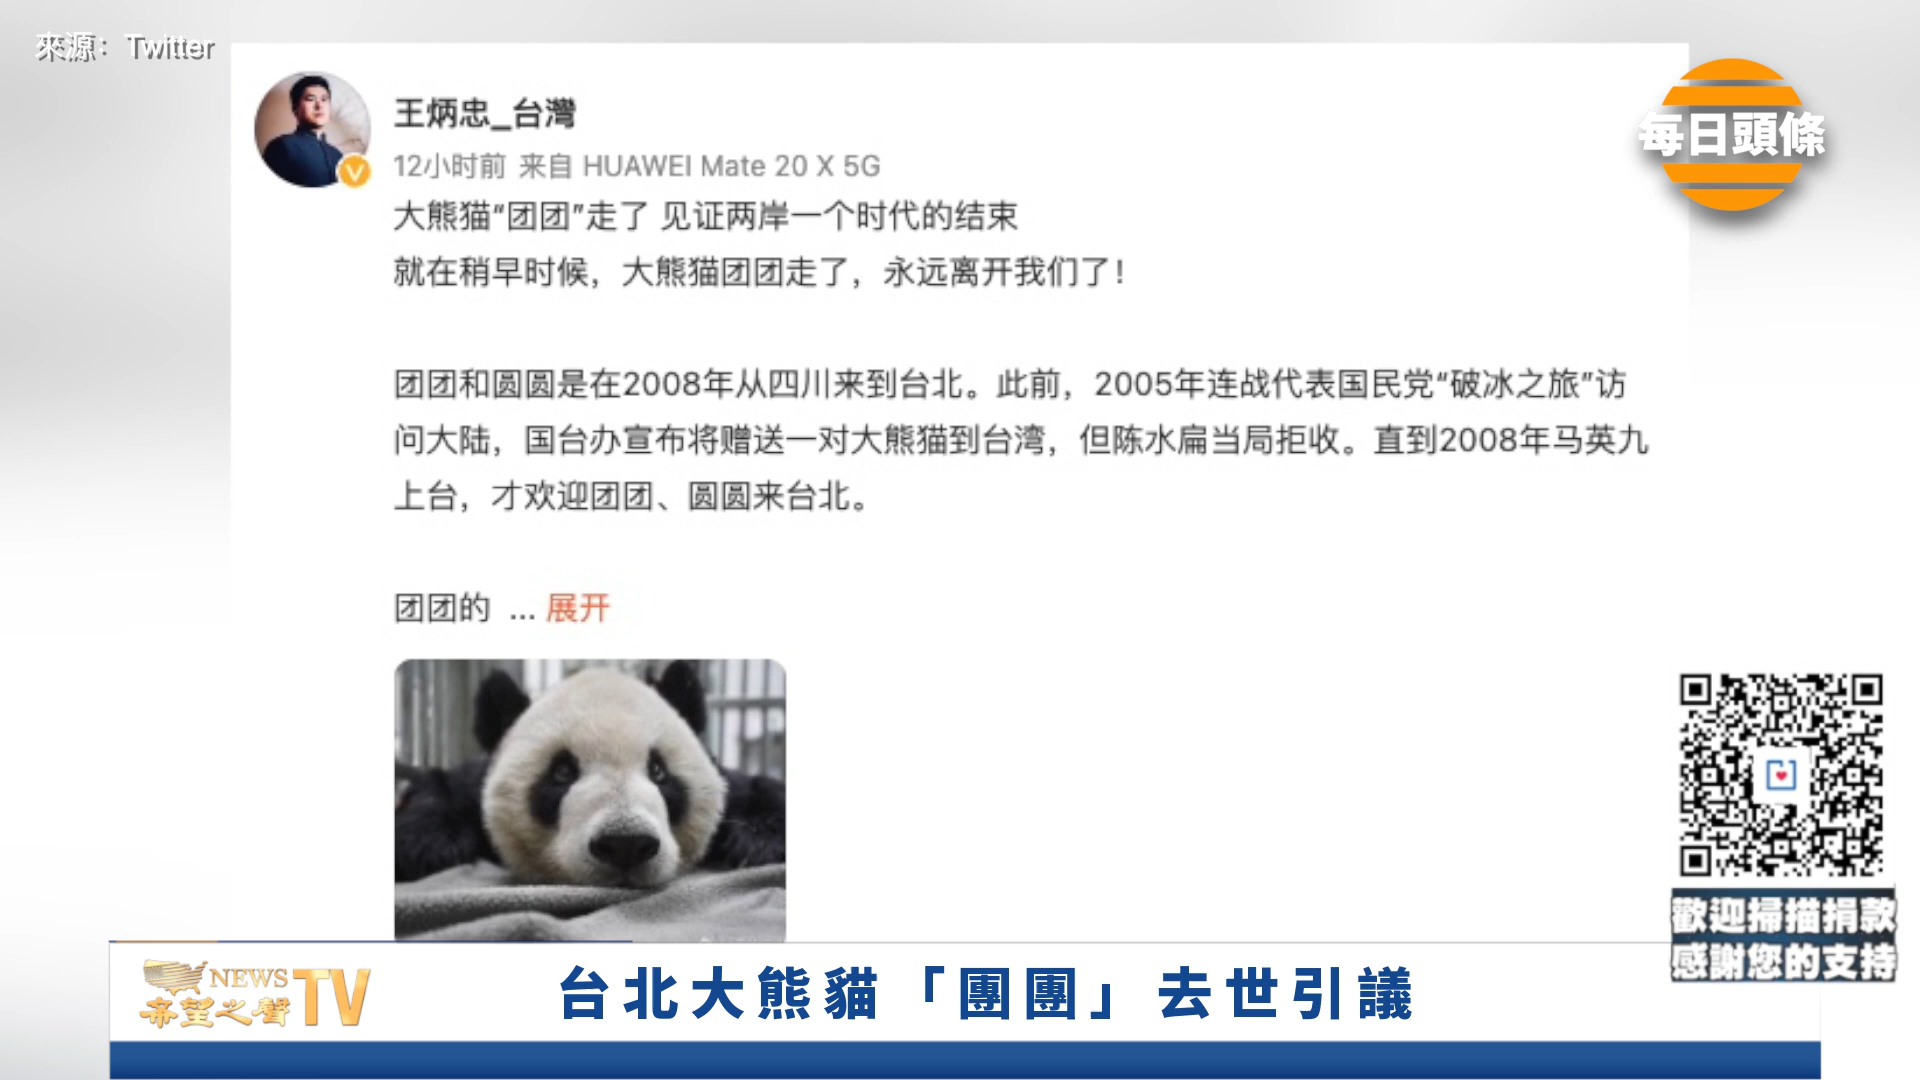 來源：Twitter
每日頭條
王炳忠_台灣
12小时前 来自 HUAWEI Mate 20 X 5G
大熊猫“团团”走了 见证两岸一个时代的结束
就在稍早时候，大熊猫团团走了，永远离开我们了！
团团和圆圆是在2008年从四川来到台北。此前，2005年连战代表国民党“破冰之旅”访
问大陆，国台办宣布将赠送一对大熊猫到台湾，但陈水扁当局拒收。直到2008年马英九
上台，才欢迎团团、圆圆来台北。
团团的 ... 展开
歡迎掃描捐款
感謝您的支持
NEWS TV
希望之聲
台北大熊貓「團團」去世引議